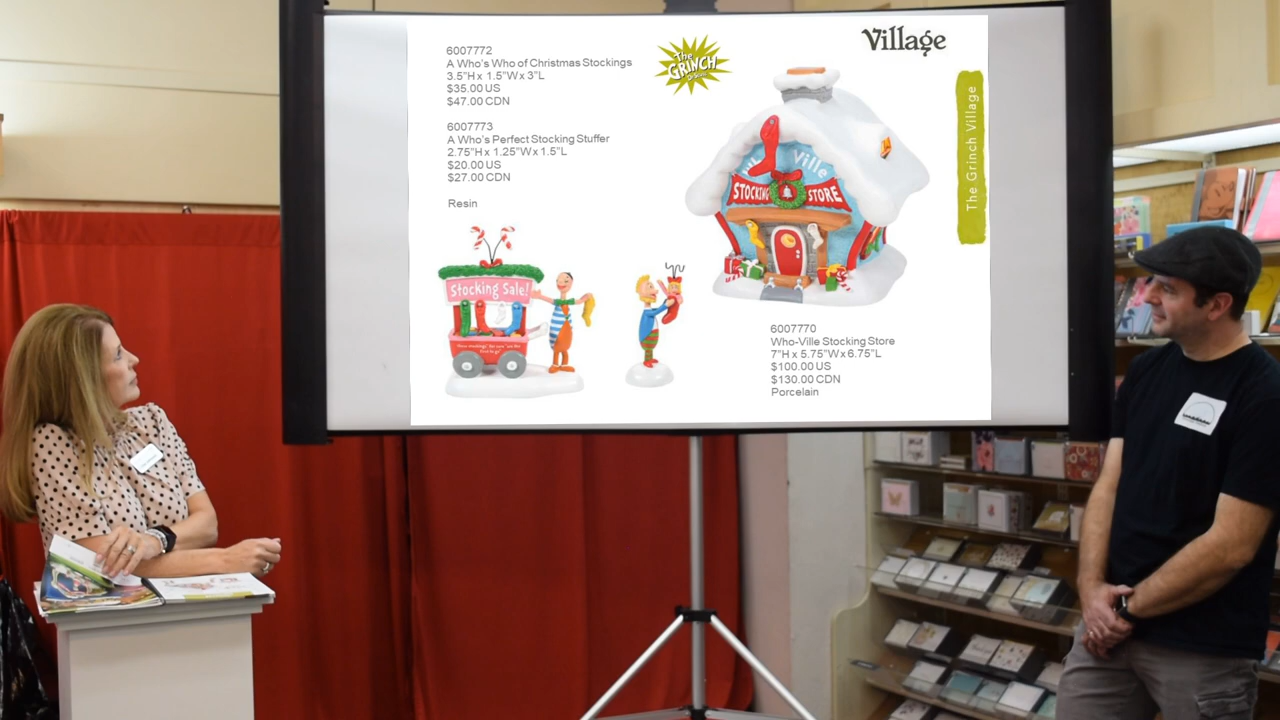 6007772
A Who's Who of Christmas Stockings
3.5"H x 1.5"W x 3"L
$35.00 US
$47.00 CDN
6007773
A Who's Perfect Stocking Stuffer
2.75"H x 1.25"W x 1.5"L
$20.00 US
$27.00 CDN
Resin
The
GRINCH
Village
The Grinch Village
Ville
STOCKING STORE
Stocking Sale!
6007770
Who-Ville Stocking Store
7"H x 5.75"W x 6.75"L
$100.00 US
$130.00 CDN
Porcelain